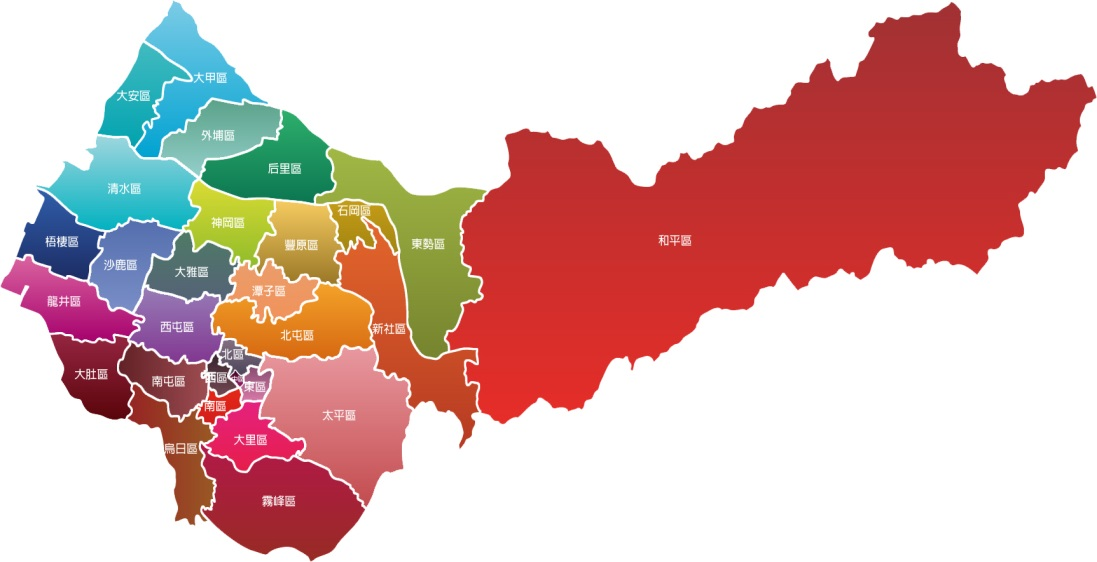 大甲區
大安區
外埔區
后里區
清水區
石岡區
神岡區
梧棲區
豐原區
東勢區
和平區
沙鹿區
大雅區
潭子區
龍井區
西屯區
新社區
北屯區
北區
大肚區
南屯區
西區
東區
南區
太平區
大里區
烏日區
霧峰區